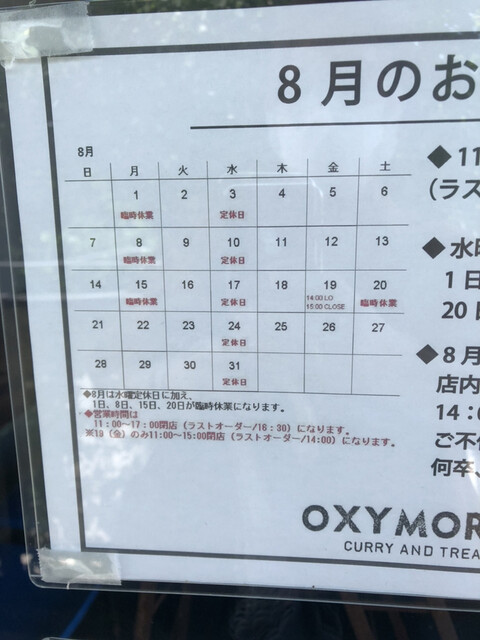 8月のお
8月
日 月 火 水 木 金 土
1 2 3 4 5 6
臨時休業 定休日
7 8 9 10 11 12 13
臨時休業 定休日
14 15 16 17 18 19 20
臨時休業 定休日 14:00 LO 15:00 CLOSE 臨時休業
21 22 23 24 25 26 27
定休日
28 29 30 31
定休日
◆8月は水曜定休日に加え、
1日、8日、15日、20日が臨時休業になります。
◆営業時間は
11:00～17:00閉店（ラストオーダー/16:30）になります。
※19（金）のみ11:00～15:00閉店（ラストオーダー/14:00）になります。
◆11
（ラス
◆水曜
1日
20日
◆8月
店内
14:0
ご不便
何卒、
OXYMOR
CURRY AND TREA